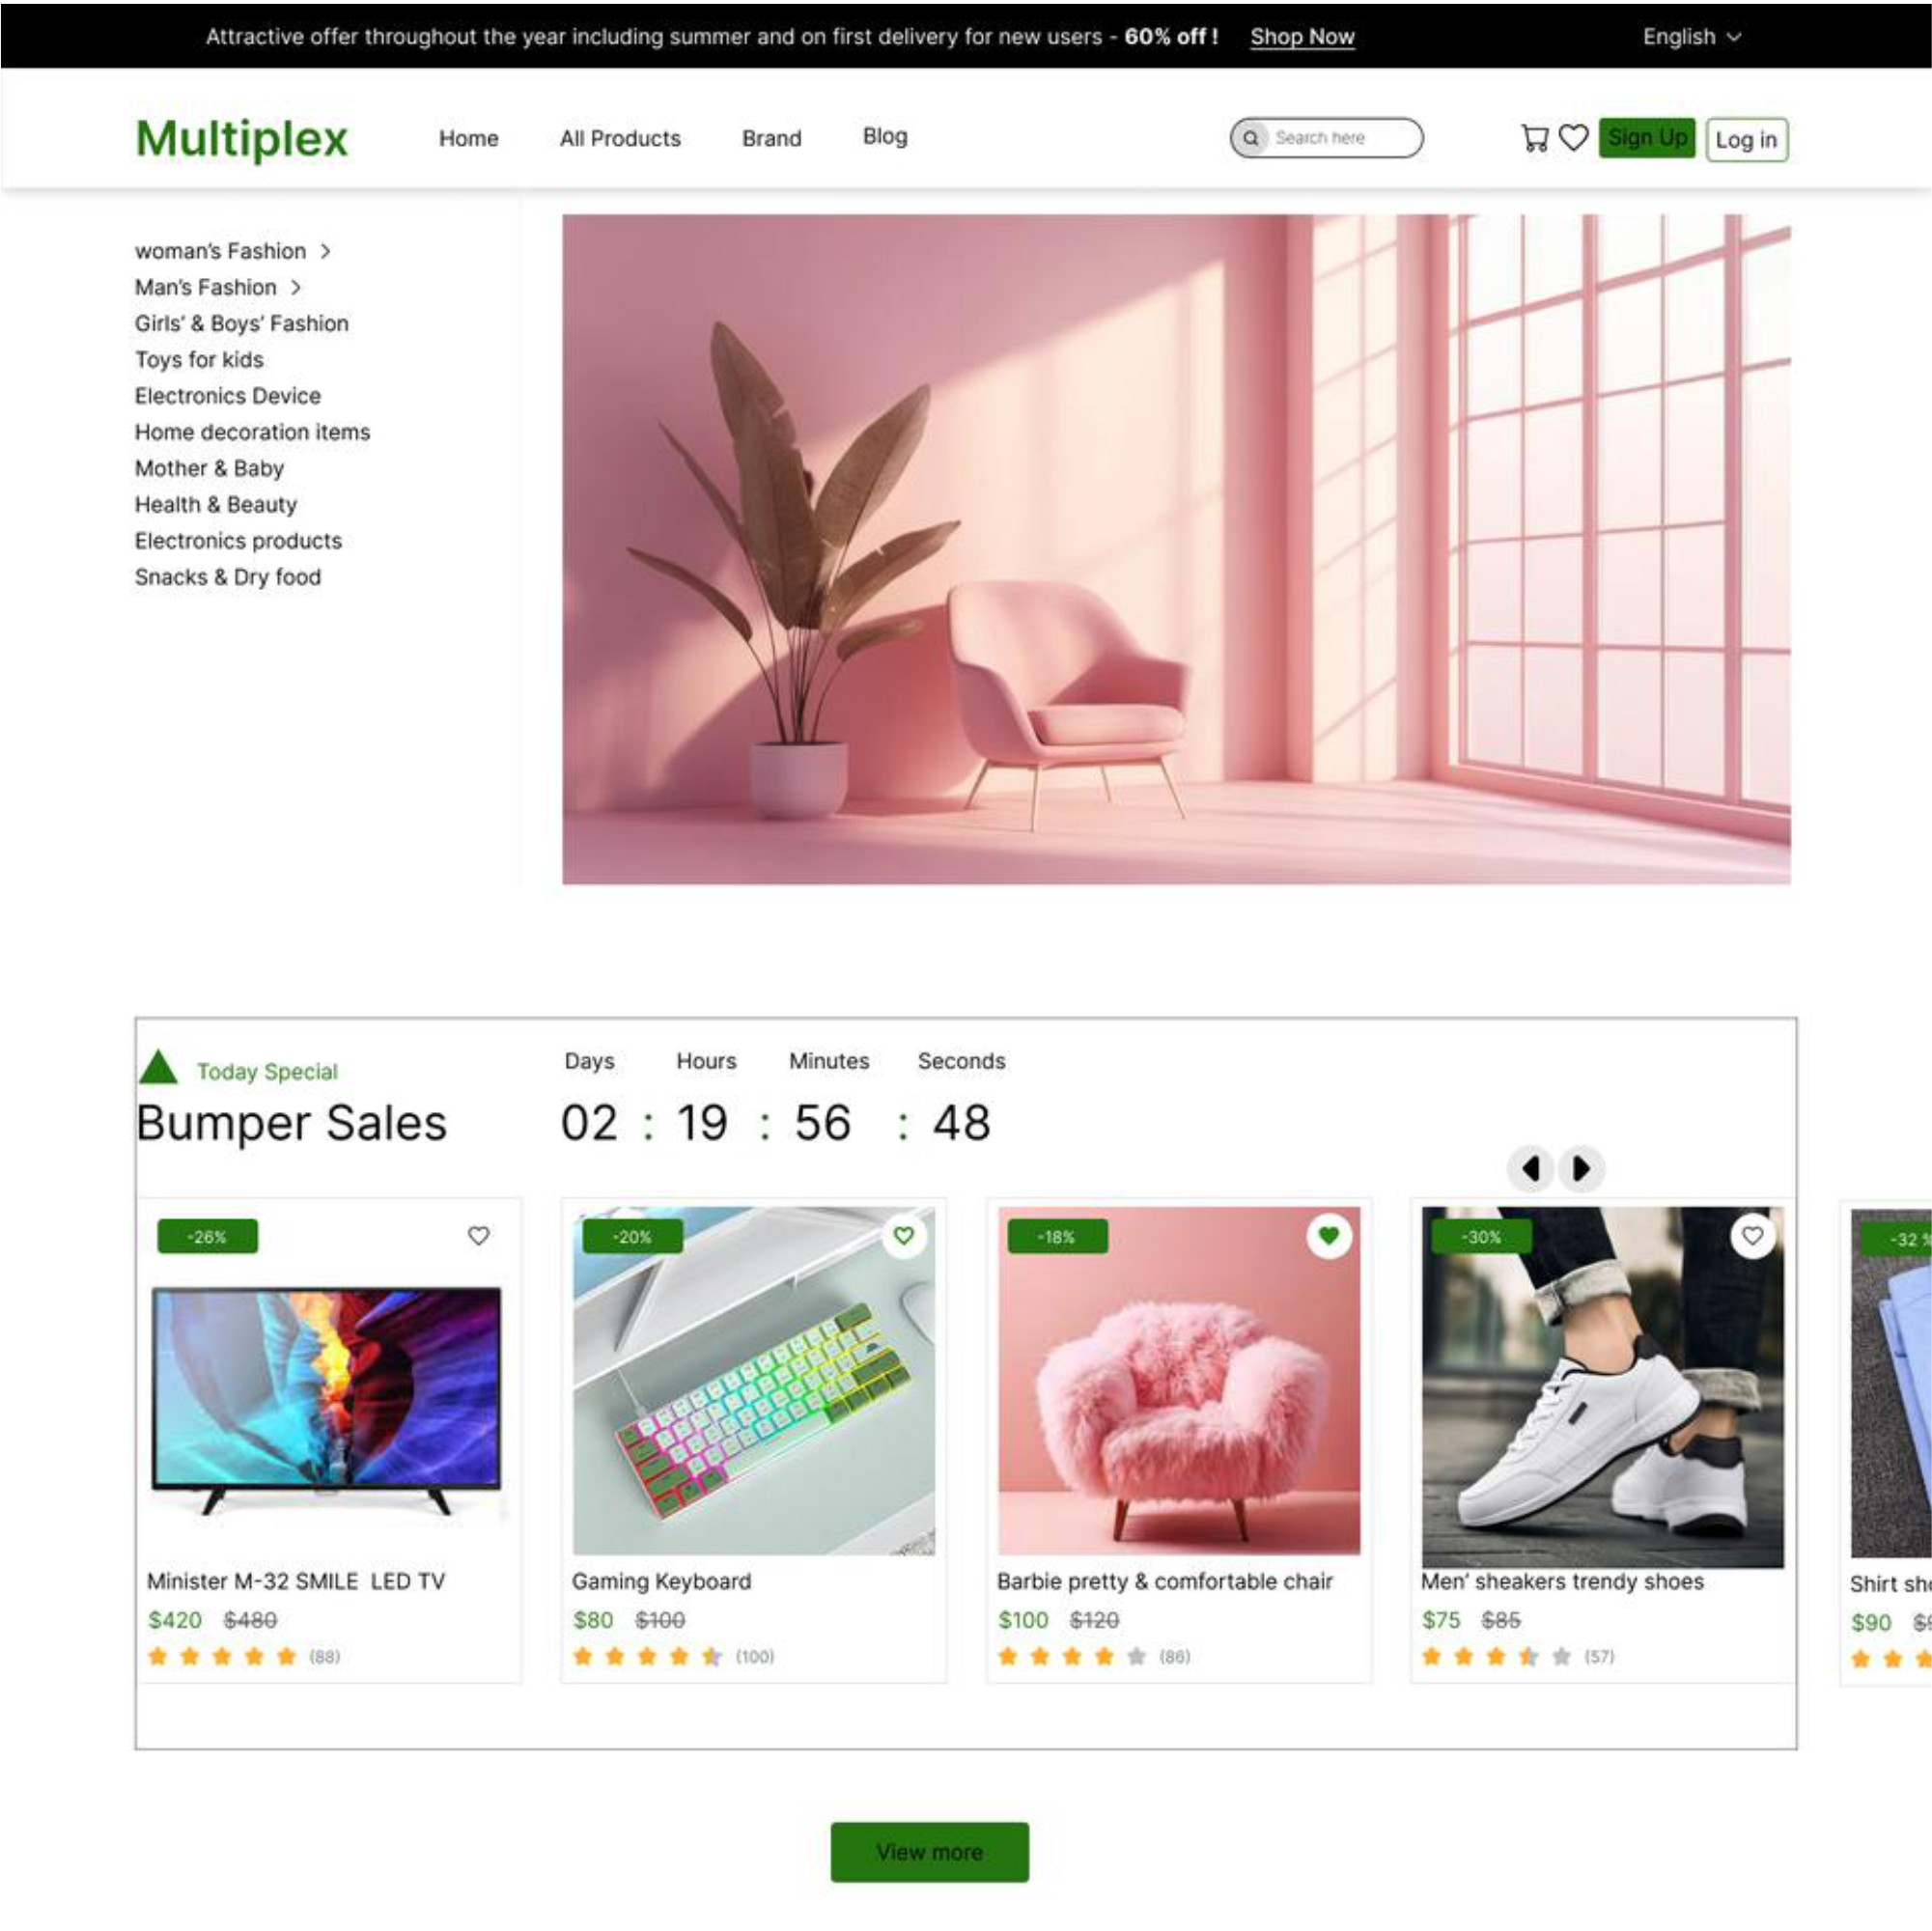 Attractive offer throughout the year including summer and on first delivery for new users - 60% off ! Shop Now English
Multiplex Home All Products Brand Blog Search here Sign Up Log in
woman's Fashion
Man's Fashion
Girls' & Boys' Fashion
Toys for kids
Electronics Device
Home decoration items
Mother & Baby
Health & Beauty
Electronics products
Snacks & Dry food
Today Special
Bumper Sales
Days Hours Minutes Seconds
02 : 19 : 56 : 48
-26% -20% -18% -30% -32
Minister M-32 SMILE LED TV
$420 $480
(88)
Gaming Keyboard
$80 $100
(100)
Barbie pretty & comfortable chair
$100 $120
(86)
Men' sheakers trendy shoes
$75 $85
(57)
Shirt
$90
View more